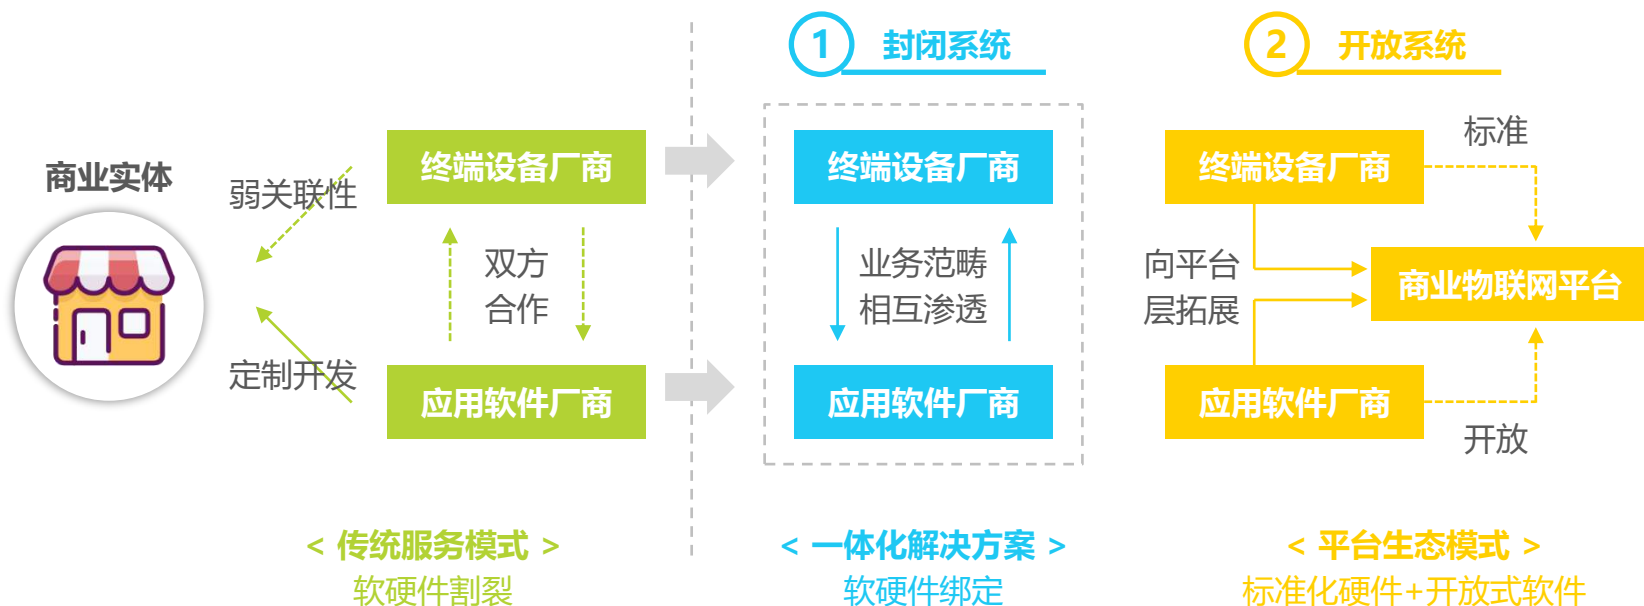 1
封闭系统
2
开放系统
商业实体
弱关联性
定制开发
终端设备厂商
双方
合作
应用软件厂商
终端设备厂商
业务范畴
相互渗透
应用软件厂商
终端设备厂商
标准
向平台
层拓展
商业物联网平台
应用软件厂商
开放
< 传统服务模式 >
软硬件割裂
< 一体化解决方案 >
软硬件绑定
< 平台生态模式 >
标准化硬件+开放式软件